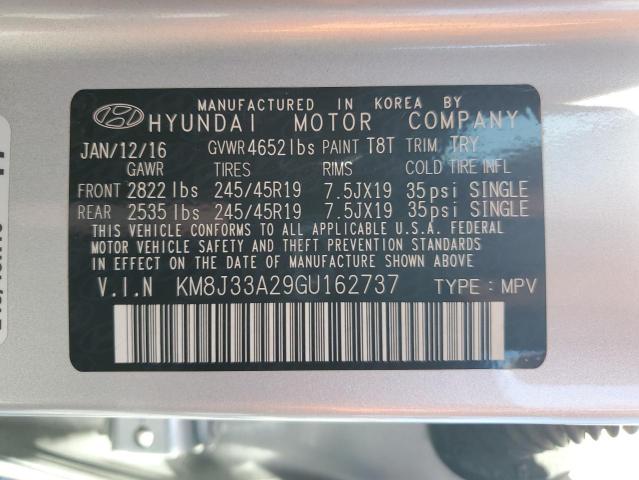 MANUFACTURED IN KOREA BY
HYUNDAI MOTOR COMPANY
JAN/12/16 GVWR 4652 lbs PAINT T8T TRIM TRY
GAWR TIRES RIMS COLD TIRE INFL
FRONT 2822 lbs 245/45R19 7.5JX19 35psi SINGLE
REAR 2535 lbs 245/45R19 7.5JX19 35psi SINGLE
THIS VEHICLE CONFORMS TO ALL APPLICABLE U.S.A. FEDERAL
MOTOR VEHICLE SAFETY AND THEFT PREVENTION STANDARDS
IN EFFECT ON THE DATE OF MANUFACTURE SHOWN ABOVE.
V.I.N KM8J33A29GU162737 TYPE : MPV